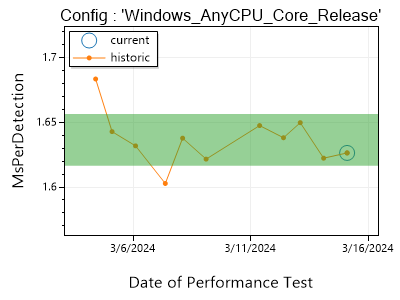 Config : 'Windows_AnyCPU_Core_Release'
current
historic
1.7
1.65
1.6
MsPerDetection
3/6/2024
3/11/2024
3/16/2024
Date of Performance Test